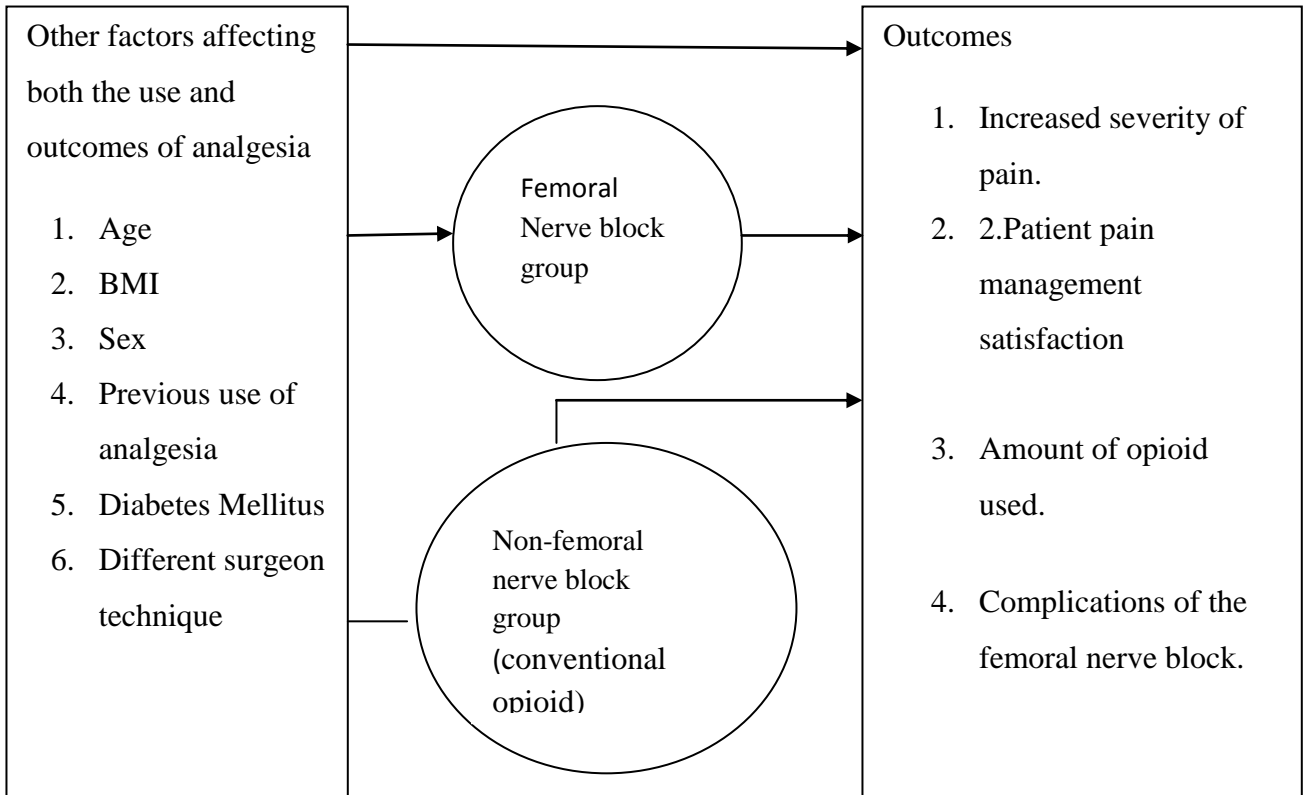 Other factors affecting
both the use and
outcomes of analgesia
1. Age
2. BMI
3. Sex
4. Previous use of
analgesia
5. Diabetes Mellitus
6. Different surgeon
technique
Femoral
Nerve block
group
Non-femoral
nerve block
group
(conventional
opioid)
Outcomes
1. Increased severity of
pain.
2. 2.Patient pain
management
satisfaction
3. Amount of opioid
used.
4. Complications of the
femoral nerve block.